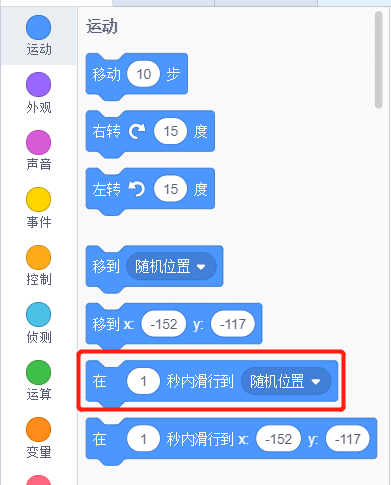 运动
外观
声音
事件
控制
侦测
运算
变量
运动
移动 10 步
右转 15 度
左转 15 度
移到 随机位置
移到 x: -152 y: -117
在 1 秒内滑行到 随机位置
在 1 秒内滑行到 x: -152 y: -117